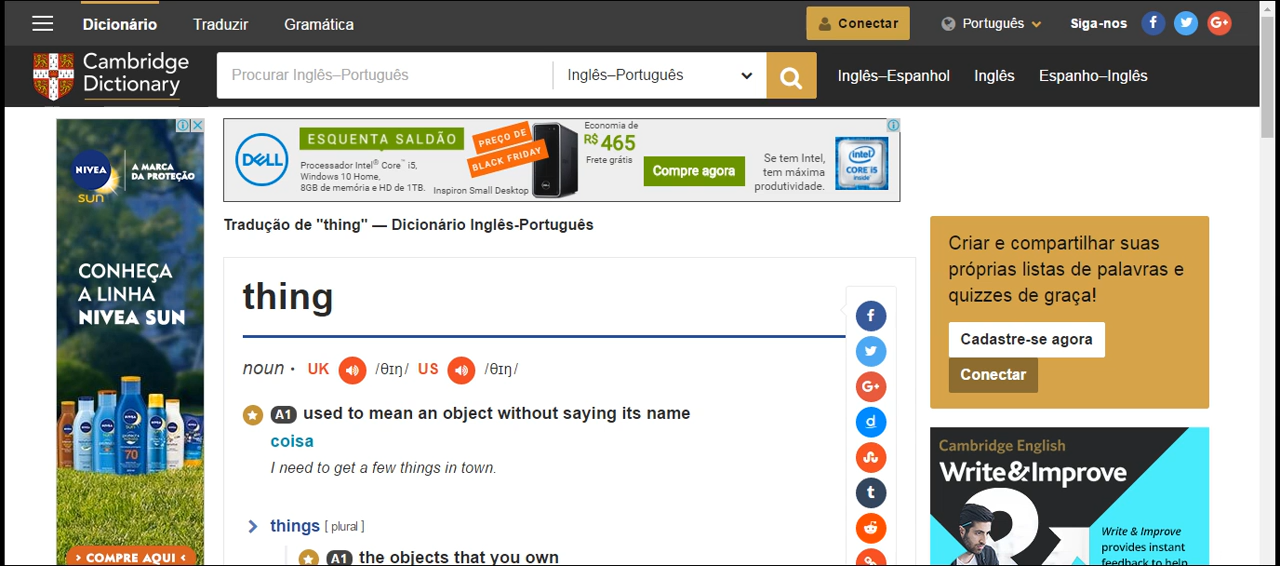 Dicionário Traduzir Gramática Conectar Português Siga-nos
Cambridge
Dictionary
Procurar Inglês–Português Inglês–Português Inglês–Espanhol Inglês Espanho–Inglês
NIVEA
sun
A MARCA
DA PROTEÇÃO
CONHEÇA
A LINHA
NIVEA SUN
70
> COMPRE AQUI <
DELL
ESQUENTA SALDÃO
Processador Intel® Core™ i5,
Windows 10 Home,
8GB de memória e HD de 1TB.
PREÇO DE
BLACK FRIDAY
Inspiron Small Desktop
Economia de
R$ 465
Frete grátis
Compre agora
Se tem Intel,
tem máxima
produtividade.
intel
CORE i5
inside
Tradução de "thing" — Dicionário Inglês-Português
thing
noun · UK /θɪŋ/ US /θɪŋ/
A1 used to mean an object without saying its name
coisa
I need to get a few things in town.
things [ plural ]
A1 the objects that you own
Criar e compartilhar suas
próprias listas de palavras e
quizzes de graça!
Cadastre-se agora
Conectar
Cambridge English
Write&Improve
Write & Improve
provides instant
feedback to help